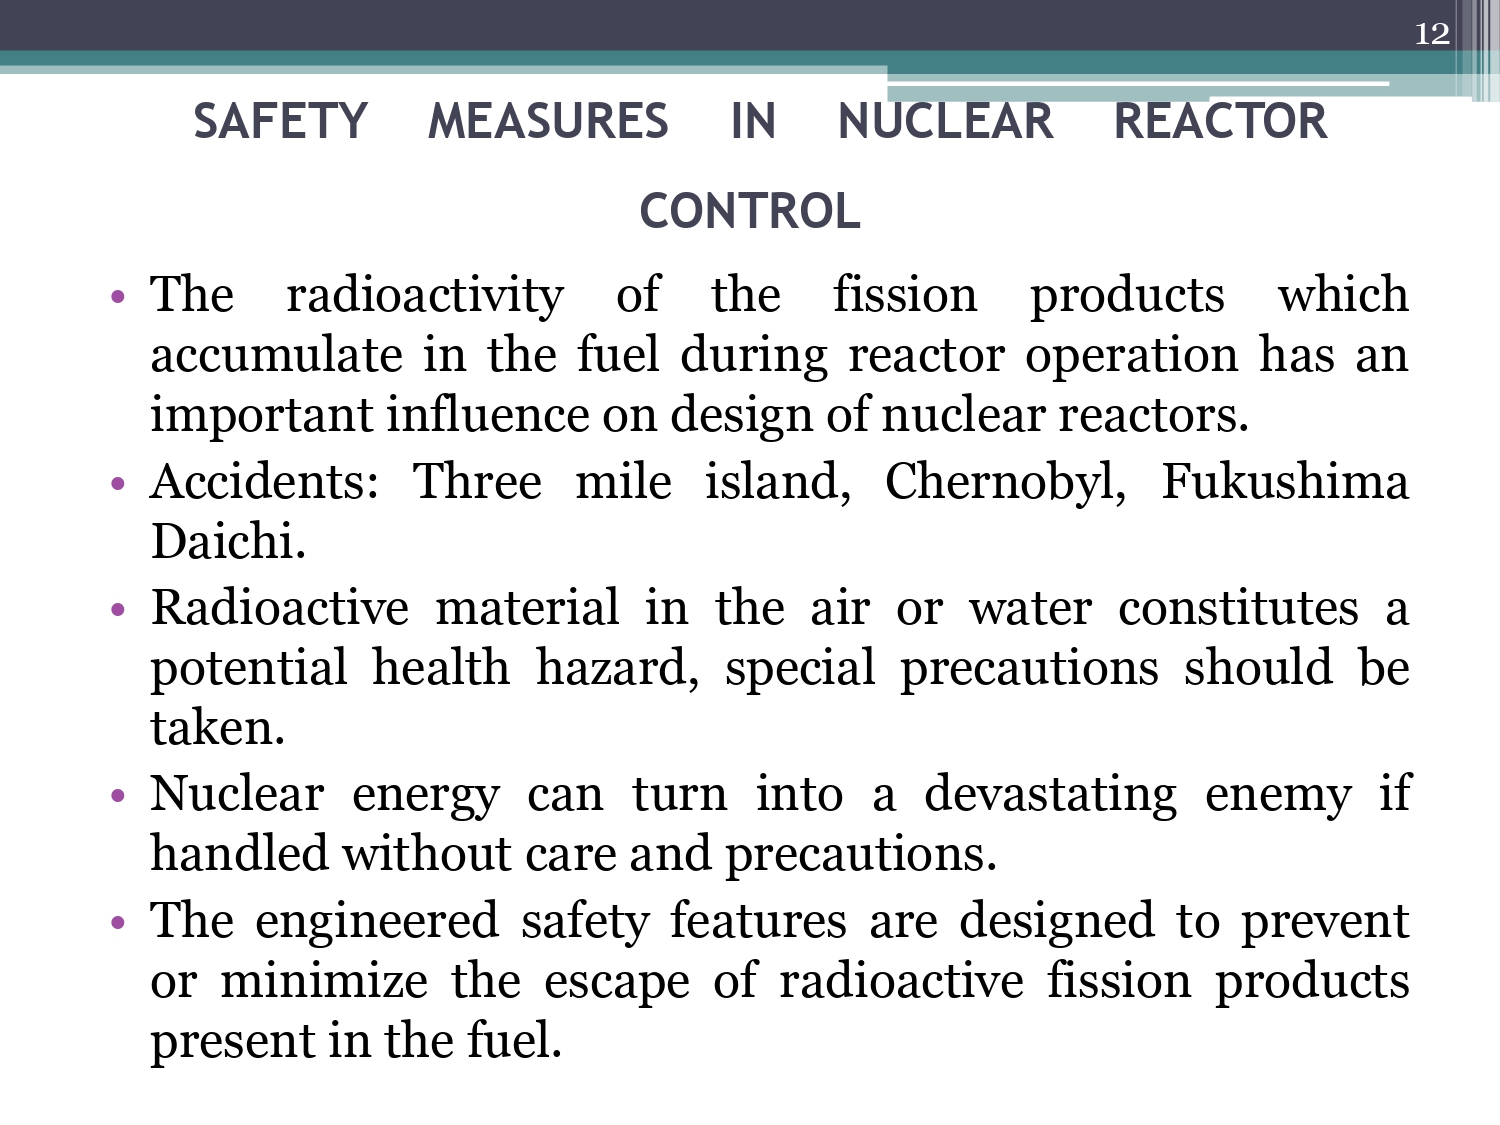 12
SAFETY MEASURES IN NUCLEAR REACTOR
CONTROL
• The radioactivity of the fission products which
accumulate in the fuel during reactor operation has an
important influence on design of nuclear reactors.
• Accidents: Three mile island, Chernobyl, Fukushima
Daichi.
• Radioactive material in the air or water constitutes a
potential health hazard, special precautions should be
taken.
• Nuclear energy can turn into a devastating enemy if
handled without care and precautions.
• The engineered safety features are designed to prevent
or minimize the escape of radioactive fission products
present in the fuel.